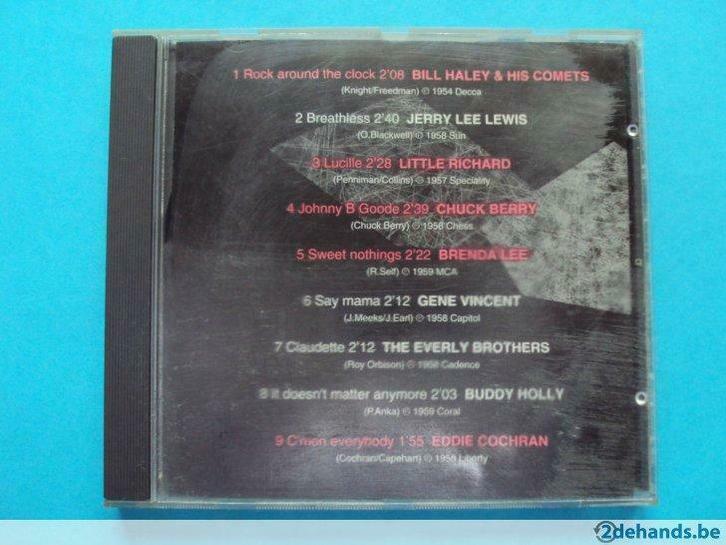 1 Rock around the clock 2'08 BILL HALEY & HIS COMETS
(Knight/Freedman) ℗ 1954 Decca
2 Breathless 2'40 JERRY LEE LEWIS
(O.Blackwell) ℗ 1958 Sun
3 Lucille 2'28 LITTLE RICHARD
(Penniman/Collins) ℗ 1957 Speciality
4 Johnny B Goode 2'39 CHUCK BERRY
(Chuck Berry) ℗ 1958 Chess
5 Sweet nothings 2'22 BRENDA LEE
(R.Self) ℗ 1959 MCA
6 Say mama 2'12 GENE VINCENT
(J.Meeks/J.Earl) ℗ 1958 Capitol
7 Claudette 2'12 THE EVERLY BROTHERS
(Roy Orbison) ℗ 1958 Cadence
8 It doesn't matter anymore 2'03 BUDDY HOLLY
(P.Anka) ℗ 1959 Coral
9 C'mon everybody 1'55 EDDIE COCHRAN
(Cochran/Capehart) ℗ 1958 Liberty
2dehands.be